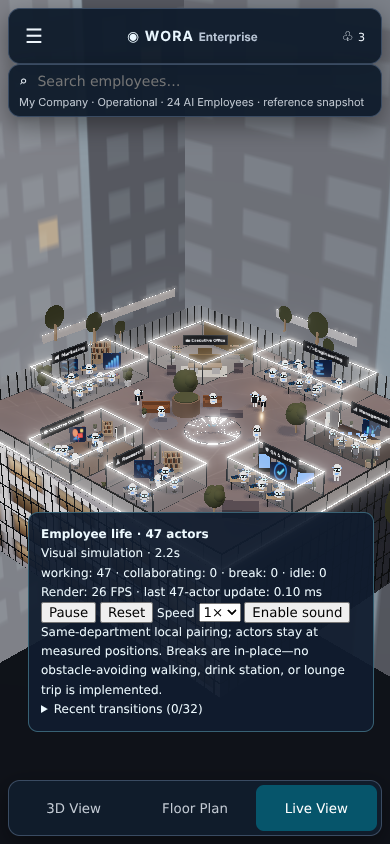 WORA Enterprise
3
Search employees...
My Company · Operational · 24 AI Employees · reference snapshot
Executive Office
Marketing
Engineering
Research
Employee life · 47 actors
Visual simulation · 2.2s
working: 47 · collaborating: 0 · break: 0 · idle: 0
Render: 26 FPS · last 47-actor update: 0.10 ms
Pause Reset Speed 1× Enable sound
Same-department local pairing; actors stay at
measured positions. Breaks are in-place—no
obstacle-avoiding walking, drink station, or lounge
trip is implemented.
Recent transitions (0/32)
3D View Floor Plan Live View